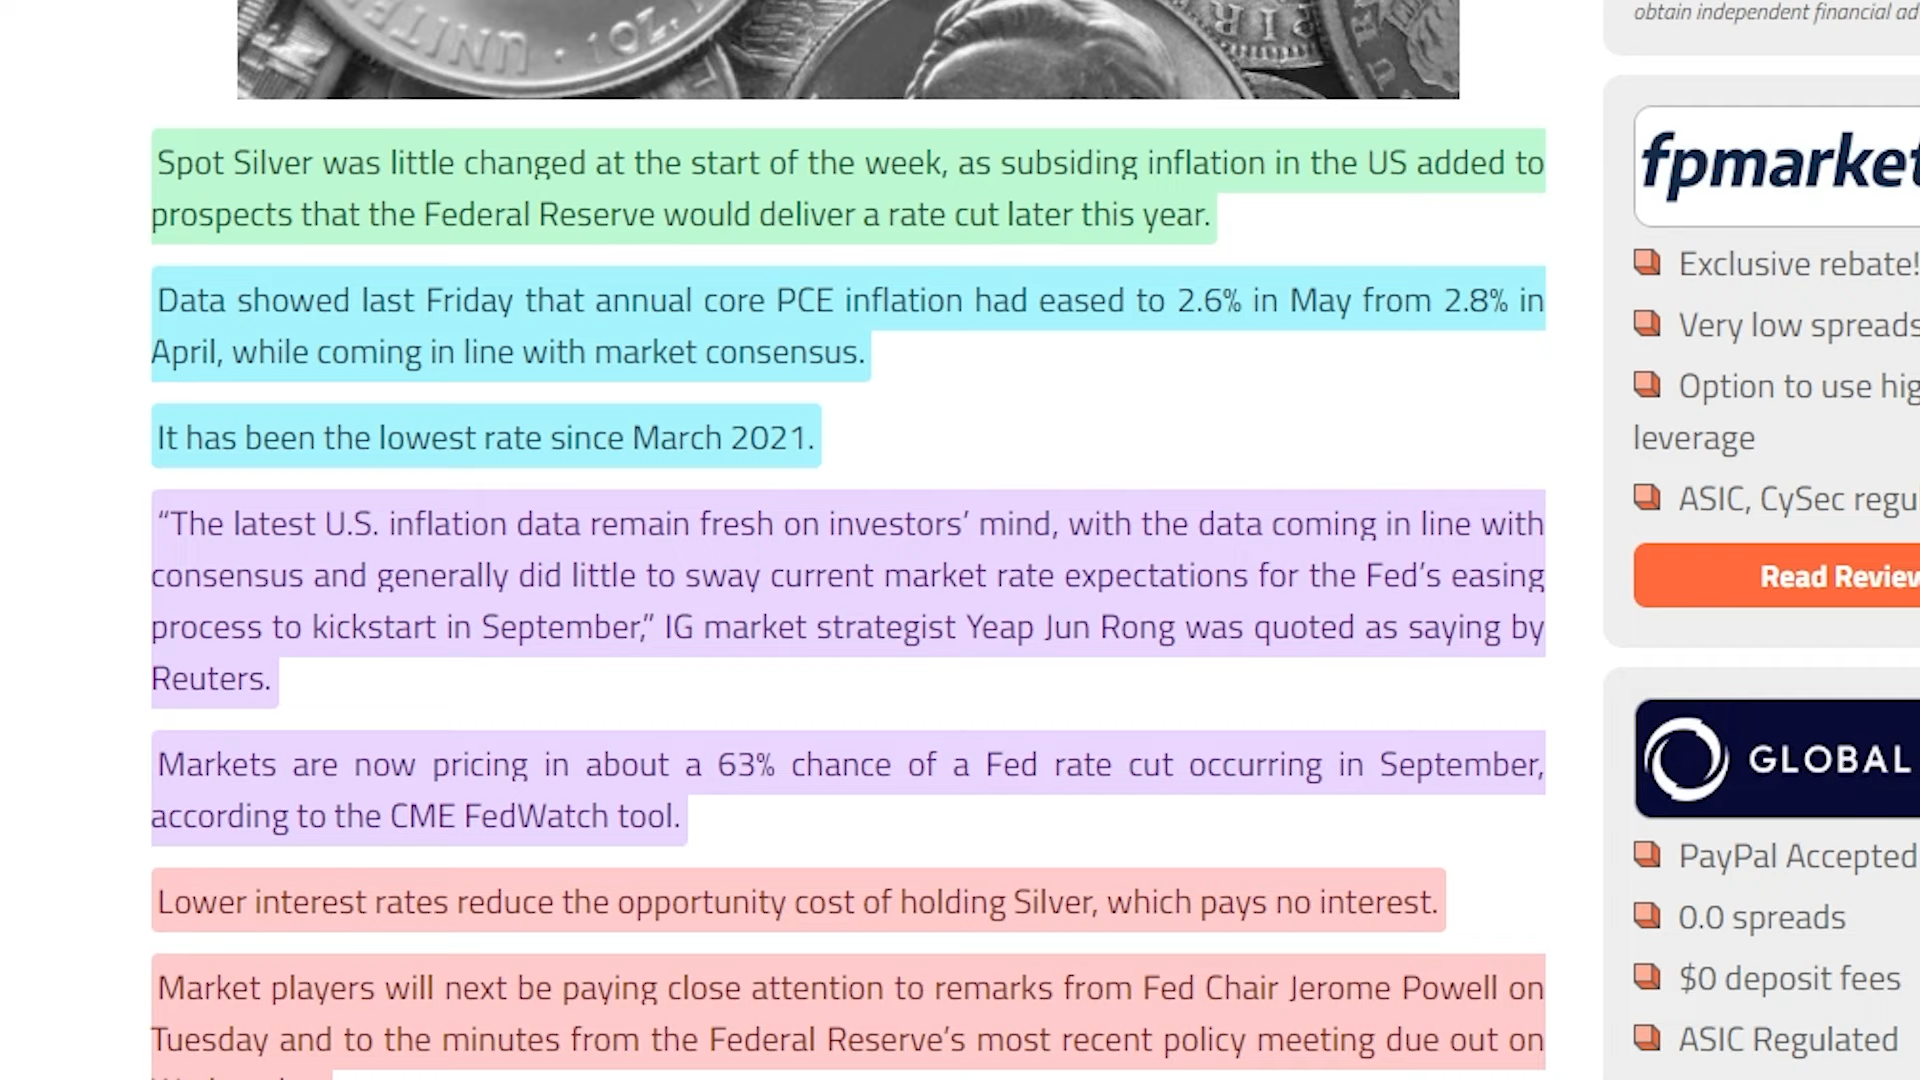 UNITE
1 OZ.
obtain independent financial ad
Spot Silver was little changed at the start of the week, as subsiding inflation in the US added to
prospects that the Federal Reserve would deliver a rate cut later this year.
Data showed last Friday that annual core PCE inflation had eased to 2.6% in May from 2.8% in
April, while coming in line with market consensus.
It has been the lowest rate since March 2021.
“The latest U.S. inflation data remain fresh on investors’ mind, with the data coming in line with
consensus and generally did little to sway current market rate expectations for the Fed’s easing
process to kickstart in September,” IG market strategist Yeap Jun Rong was quoted as saying by
Reuters.
Markets are now pricing in about a 63% chance of a Fed rate cut occurring in September,
according to the CME FedWatch tool.
Lower interest rates reduce the opportunity cost of holding Silver, which pays no interest.
Market players will next be paying close attention to remarks from Fed Chair Jerome Powell on
Tuesday and to the minutes from the Federal Reserve’s most recent policy meeting due out on
fpmarket
Exclusive rebate!
Very low spreads
Option to use hig
leverage
ASIC, CySec regu
Read Review
GLOBAL
PayPal Accepted
0.0 spreads
$0 deposit fees
ASIC Regulated